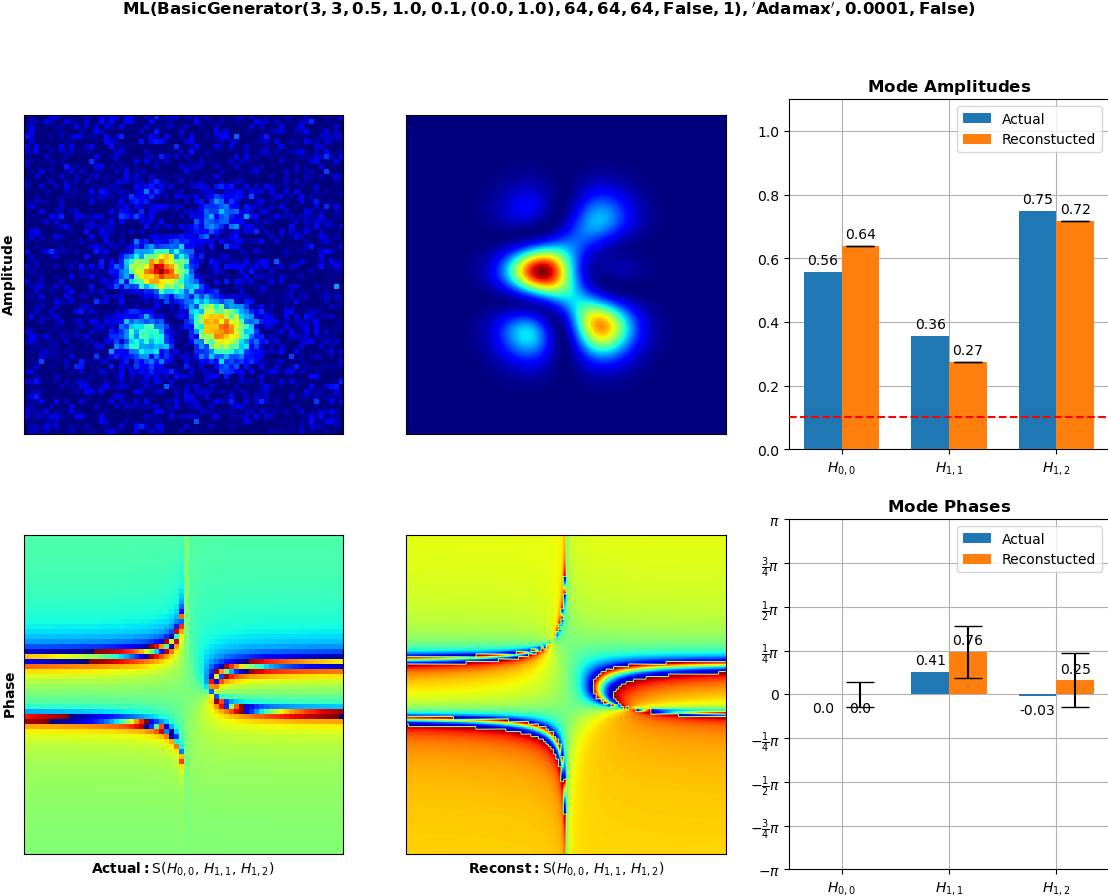 ML(BasicGenerator(3, 3, 0.5, 1.0, 0.1, (0.0, 1.0), 64, 64, 64, False, 1), ′Adamax′, 0.0001, False)
Amplitude
Mode Amplitudes
Actual
Reconstucted
1.0
0.8
0.6
0.4
0.2
0.0
0.56
0.64
0.36
0.27
0.75
0.72
H0,0
H1,1
H1,2
Phase
Actual: S(H0,0, H1,1, H1,2)
Reconst: S(H0,0, H1,1, H1,2)
Mode Phases
Actual
Reconstucted
π
3/4π
1/2π
1/4π
0
−1/4π
−1/2π
−3/4π
−π
0.0
0.0
0.41
0.76
-0.03
0.25
H0,0
H1,1
H1,2